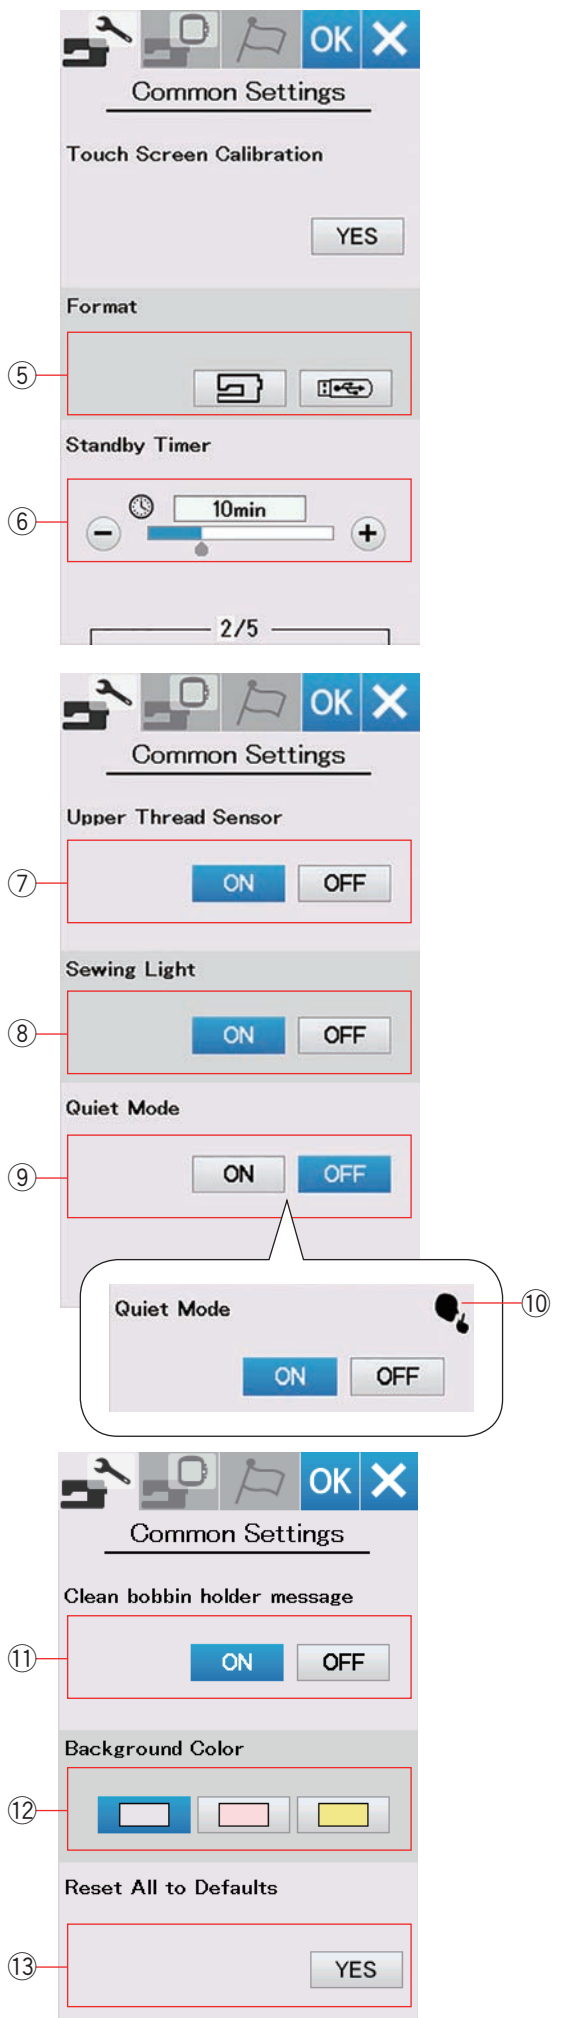 OK
Common Settings
Touch Screen Calibration
YES
Format
⑤
Standby Timer
⑥
10min
2/5
OK
Common Settings
Upper Thread Sensor
⑦
ON OFF
Sewing Light
⑧
ON OFF
Quiet Mode
⑨
ON OFF
Quiet Mode
⑩
ON OFF
OK
Common Settings
Clean bobbin holder message
⑪
ON OFF
Background Color
⑫
Reset All to Defaults
⑬
YES